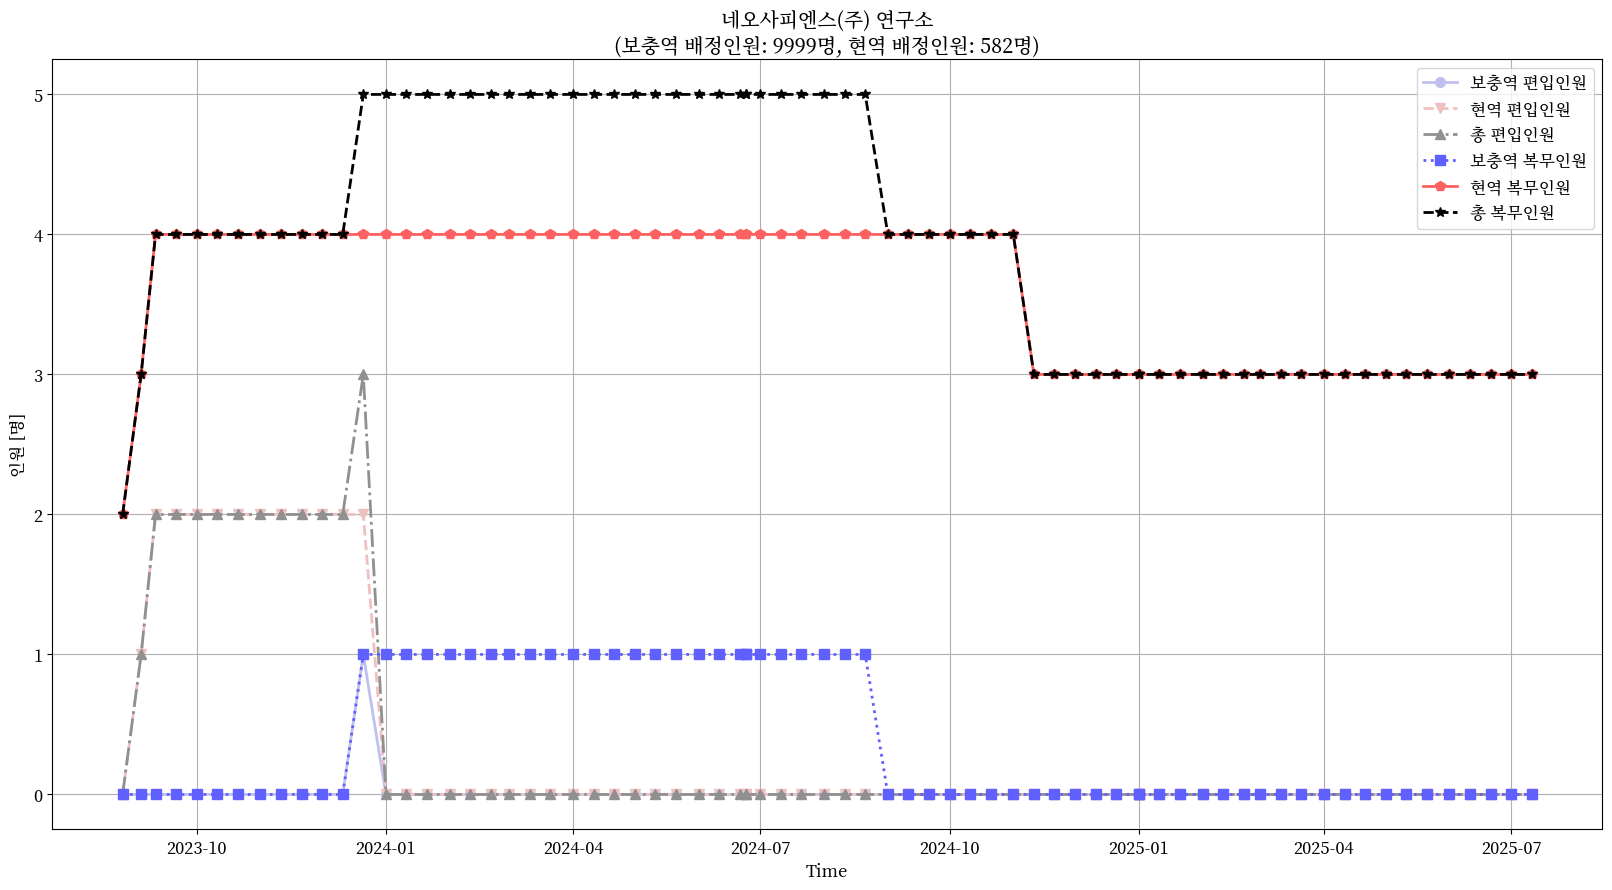 네오사피엔스(주) 연구소
(보충역 배정인원: 9999명, 현역 배정인원: 582명)
보충역 편입인원
현역 편입인원
총 편입인원
보충역 복무인원
현역 복무인원
총 복무인원
인원 [명]
5
4
3
2
1
0
2023-10
2024-01
2024-04
2024-07
2024-10
2025-01
2025-04
2025-07
Time